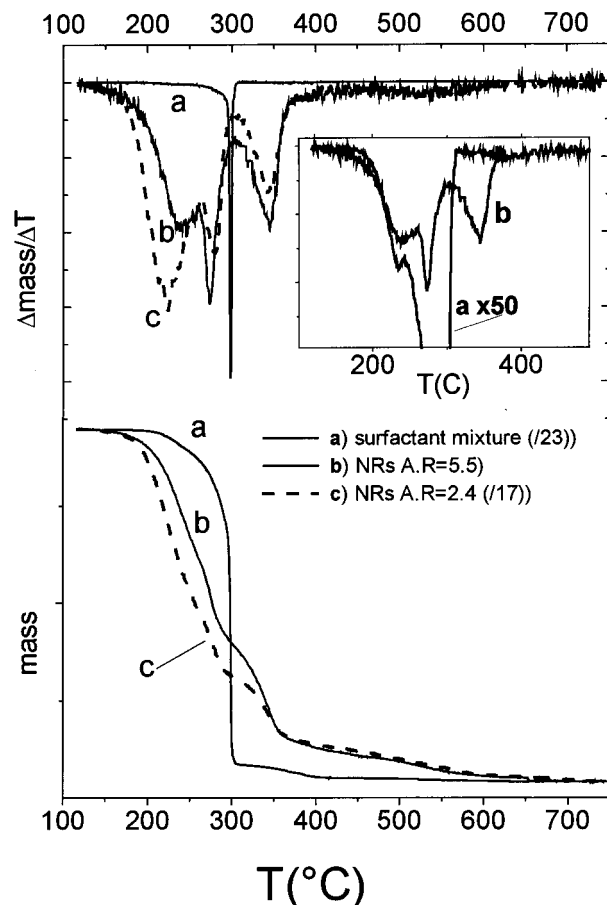 100 200 300 400 500 600 700
Δmass/ΔT
a
b
c
b
a x50
200 400
T(C)
a
b
c
a) surfactant mixture (/23))
b) NRs A.R=5.5)
c) NRs A.R=2.4 (/17))
mass
100 200 300 400 500 600 700
T(°C)